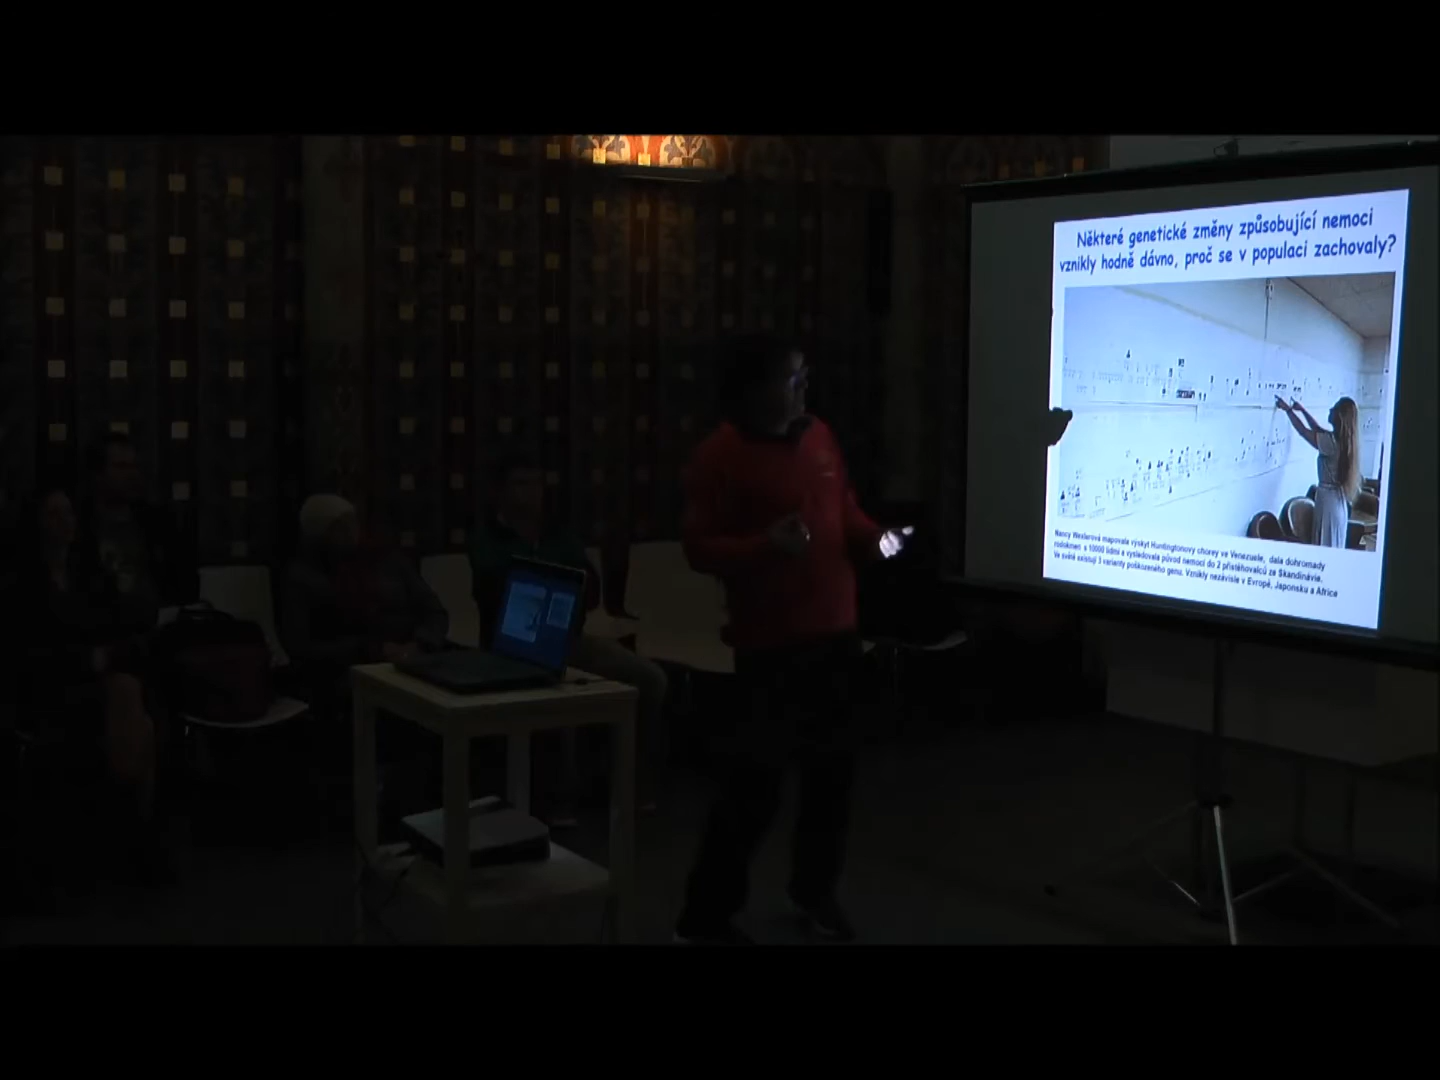 Některé genetické změny způsobující nemoci
vznikly hodně dávno, proč se v populaci zachovaly?
Nancy Wexlerová mapovala výskyt Huntingtonovy chorey ve Venezuele, dala dohromady
rodokmen s 10000 lidmi a vysledovala původ nemoci do 2 přistěhovalců ze Skandinávie.
Ve světě existují 3 varianty poškozeného genu. Vznikly nezávisle v Evropě, Japonsku a Africe